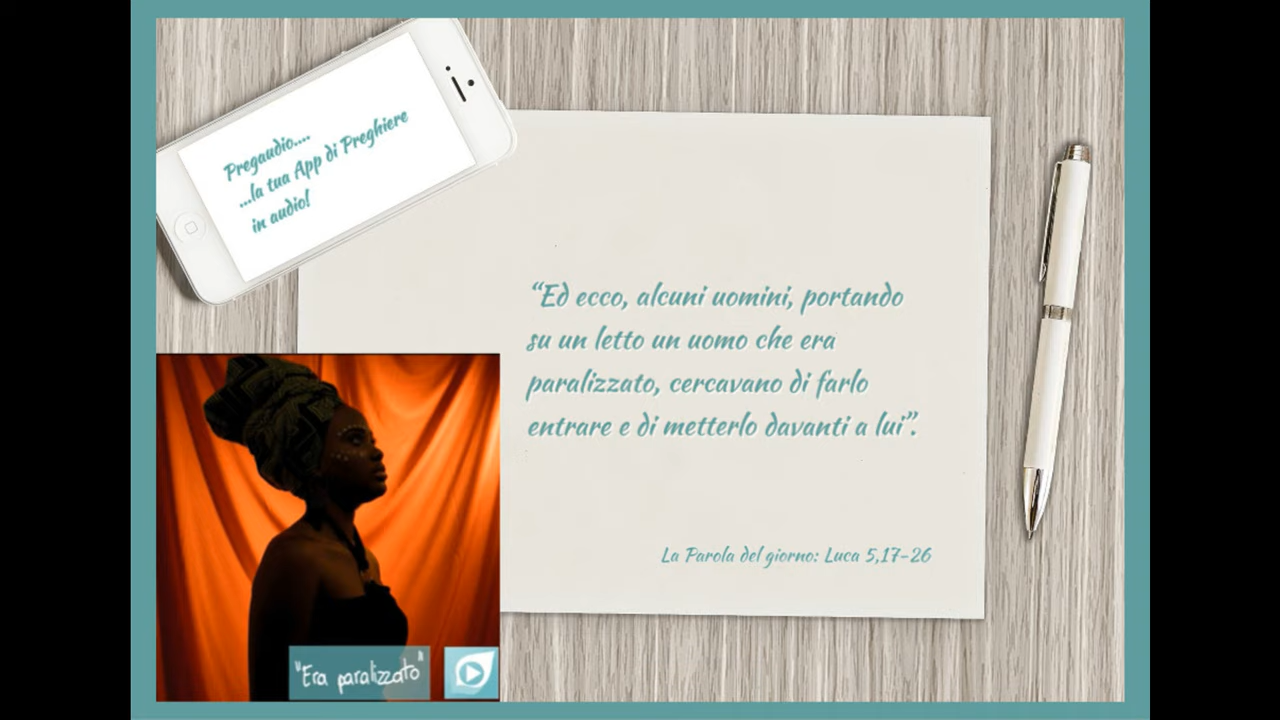 Pregaudio....
...la tua App di Preghiere
in audio!
“Ed ecco, alcuni uomini, portando
su un letto un uomo che era
paralizzato, cercavano di farlo
entrare e di metterlo davanti a lui”.
La Parola del giorno: Luca 5,17-26
"Era paralizzato"